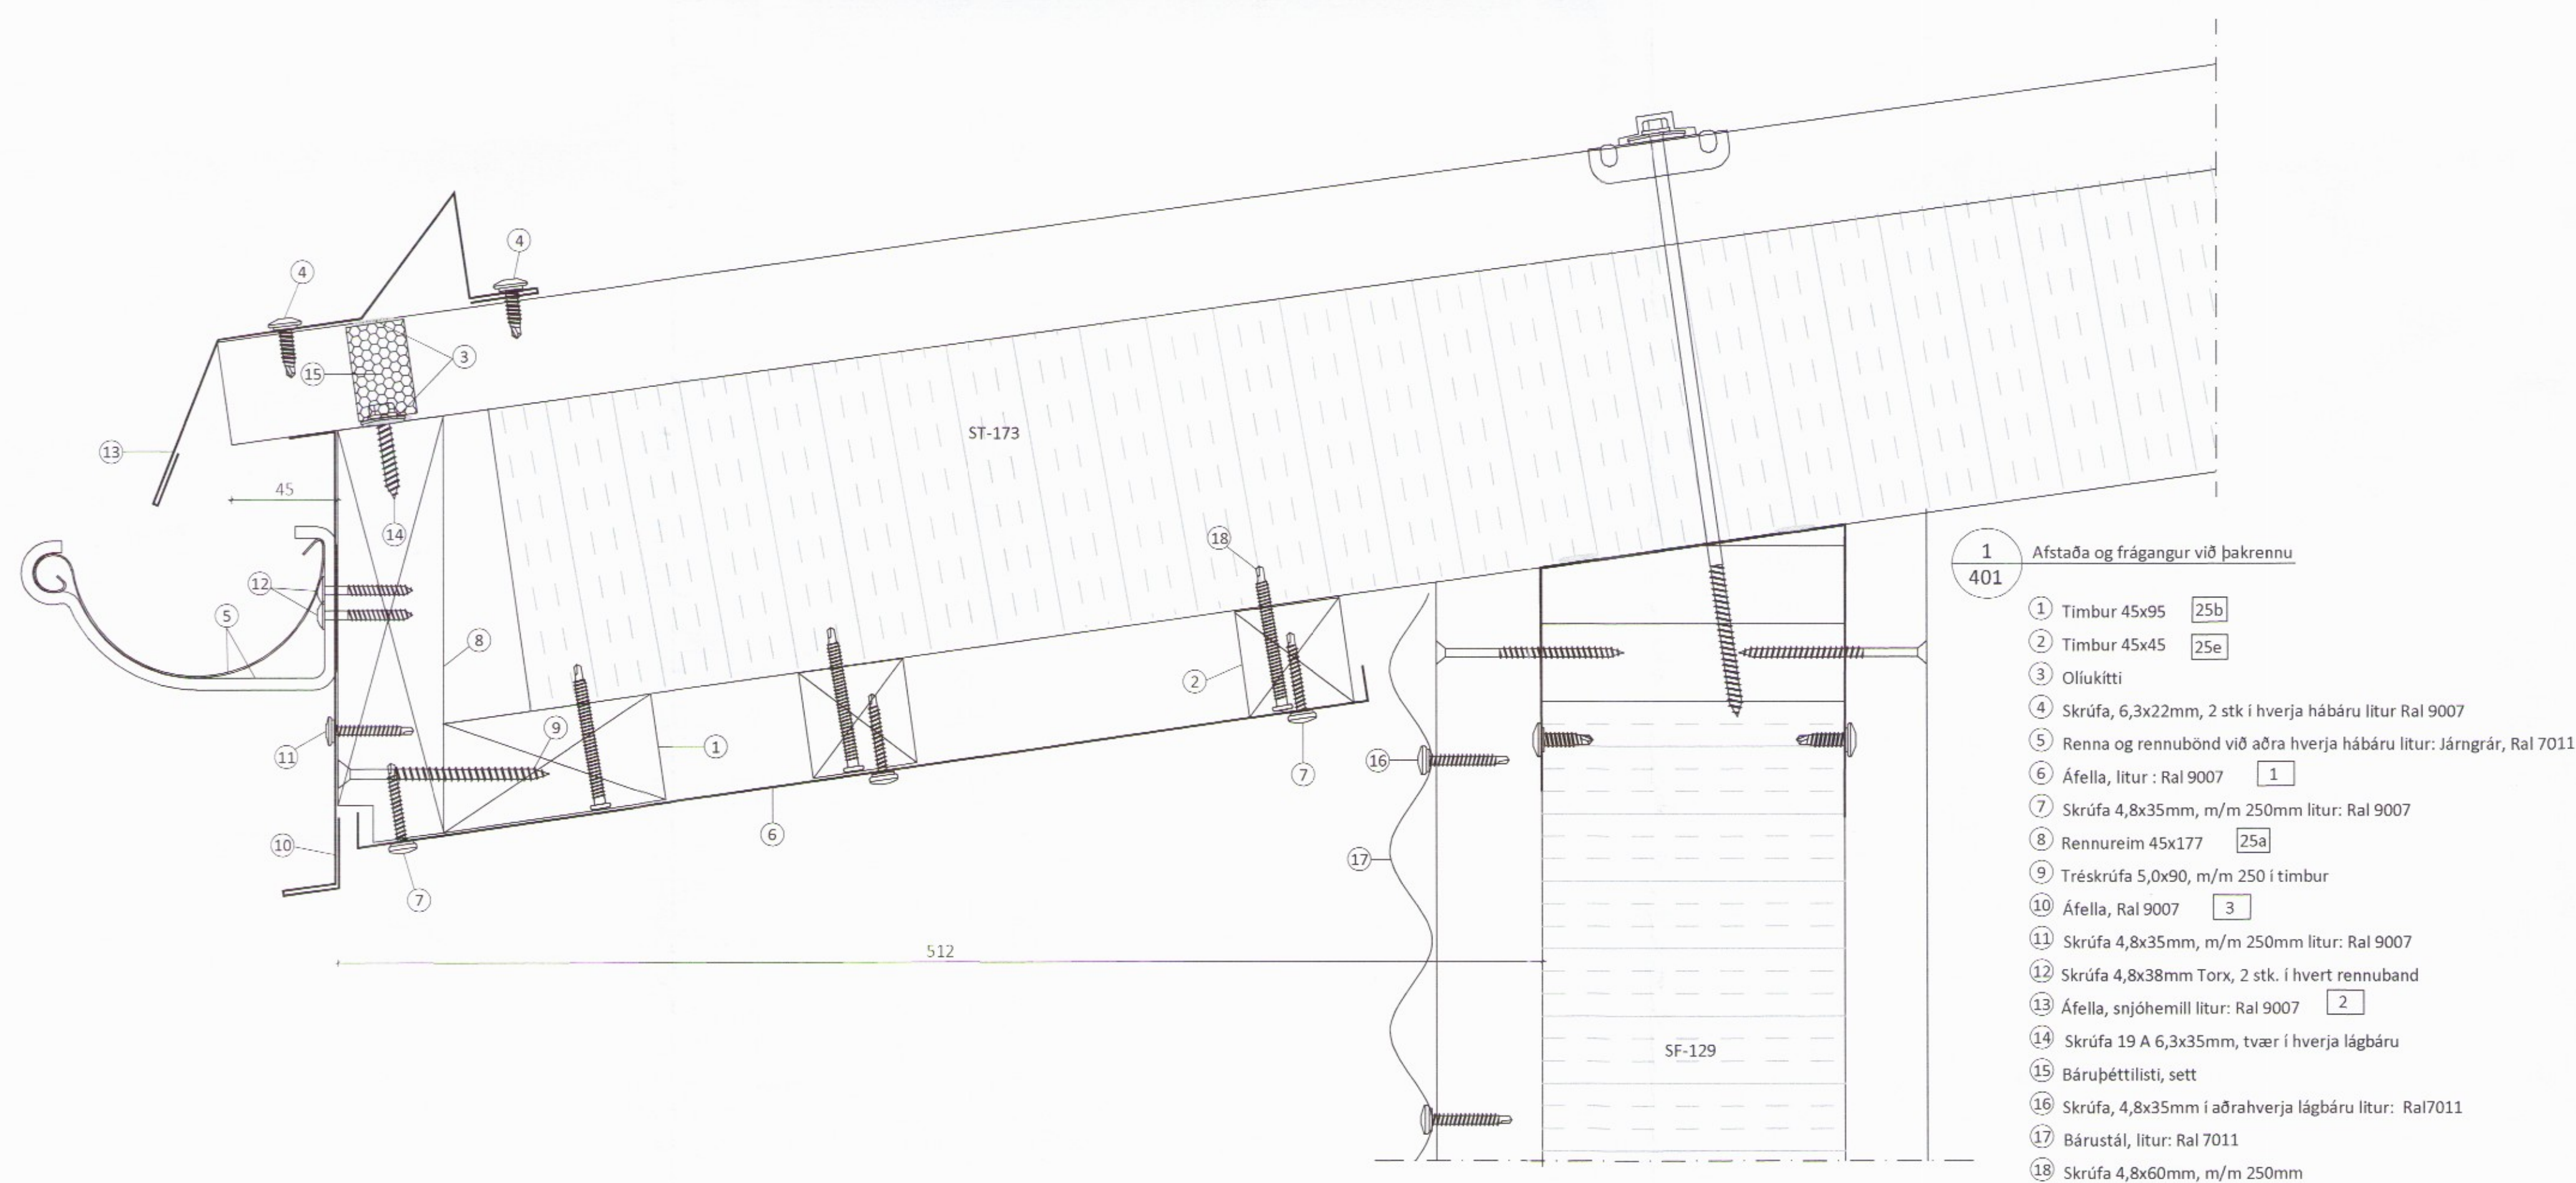 4
4
3
15
13
ST-173
45
14
18
12
5
8
2
9
1
11
16
7
6
17
10
7
512
SF-129
1
401
Afstaða og frágangur við þakrennu
1 Timbur 45x95 25b
2 Timbur 45x45 25e
3 Olíukítti
4 Skrúfa, 6,3x22mm, 2 stk í hverja hábáru litur Ral 9007
5 Renna og rennubönd við aðra hverja hábáru litur: Járngrár, Ral 7011
6 Áfella, litur : Ral 9007 1
7 Skrúfa 4,8x35mm, m/m 250mm litur: Ral 9007
8 Rennureim 45x177 25a
9 Tréskrúfa 5,0x90, m/m 250 í timbur
10 Áfella, Ral 9007 3
11 Skrúfa 4,8x35mm, m/m 250mm litur: Ral 9007
12 Skrúfa 4,8x38mm Torx, 2 stk. í hvert rennuband
13 Áfella, snjóhemill litur: Ral 9007 2
14 Skrúfa 19 A 6,3x35mm, tvær í hverja lágbáru
15 Báruþéttilisti, sett
16 Skrúfa, 4,8x35mm í aðrahverja lágbáru litur: Ral7011
17 Bárustál, litur: Ral 7011
18 Skrúfa 4,8x60mm, m/m 250mm